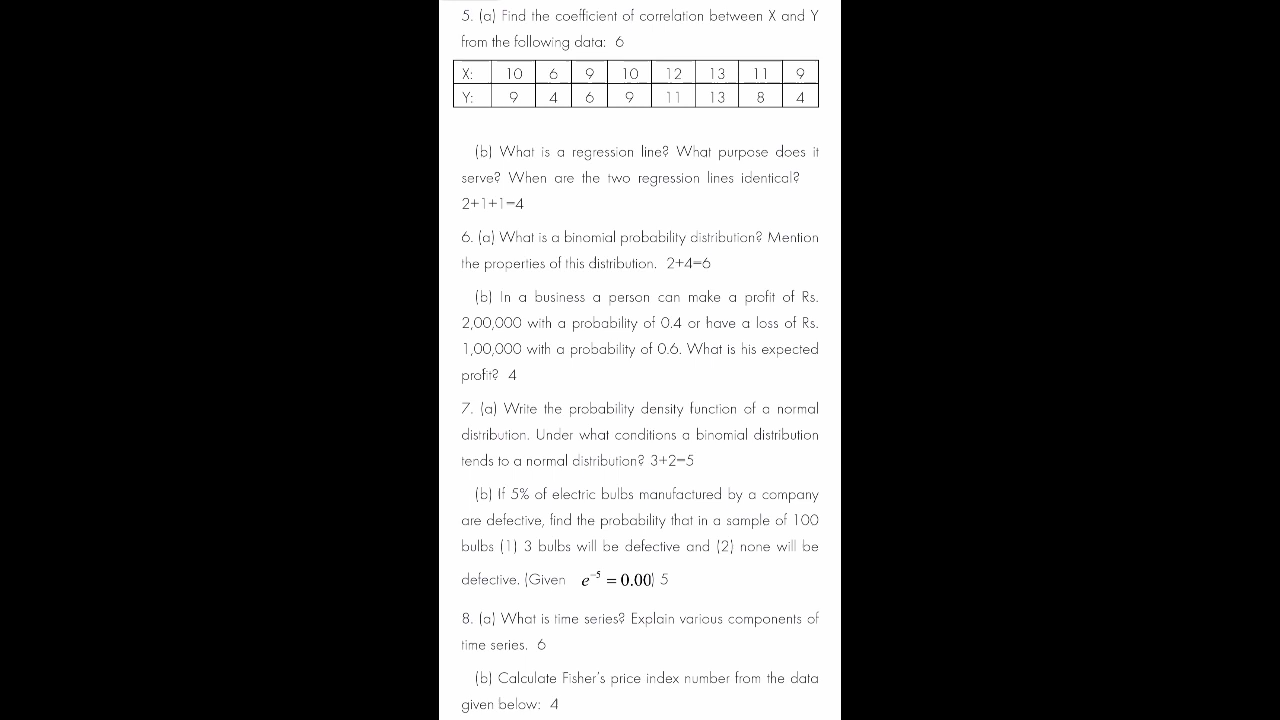 5. (a) Find the coefficient of correlation between X and Y
from the following data: 6
X: 10 6 9 10 12 13 11 9
Y: 9 4 6 9 11 13 8 4
(b) What is a regression line? What purpose does it
serve? When are the two regression lines identical?
2+1+1=4
6. (a) What is a binomial probability distribution? Mention
the properties of this distribution. 2+4=6
(b) In a business a person can make a profit of Rs.
2,00,000 with a probability of 0.4 or have a loss of Rs.
1,00,000 with a probability of 0.6. What is his expected
profit? 4
7. (a) Write the probability density function of a normal
distribution. Under what conditions a binomial distribution
tends to a normal distribution? 3+2=5
(b) If 5% of electric bulbs manufactured by a company
are defective, find the probability that in a sample of 100
bulbs (1) 3 bulbs will be defective and (2) none will be
defective. (Given e⁻⁵ = 0.00) 5
8. (a) What is time series? Explain various components of
time series. 6
(b) Calculate Fisher's price index number from the data
given below: 4